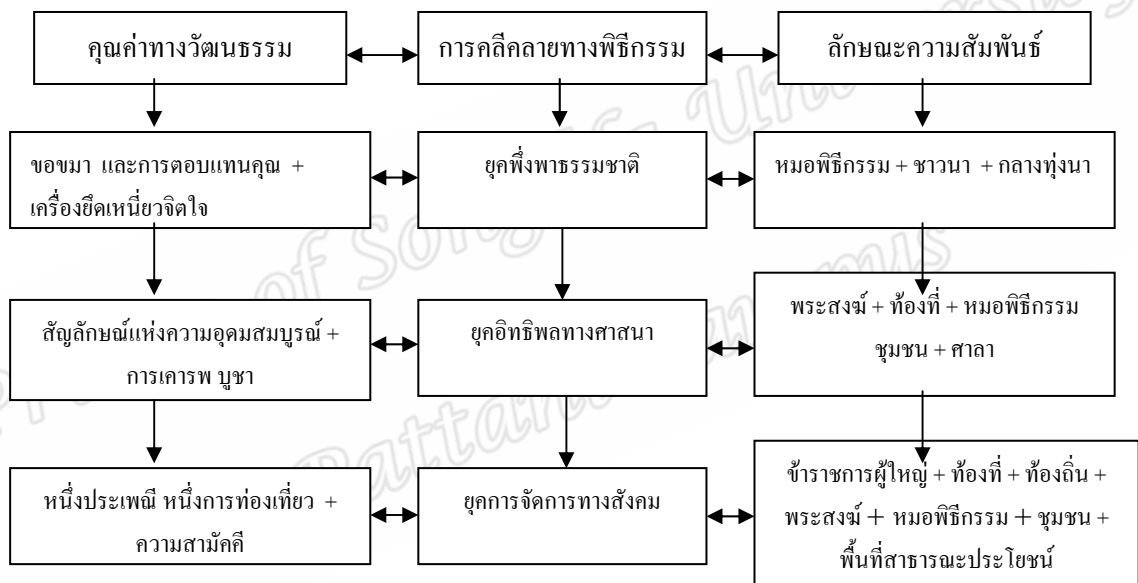 คุณค่าทางวัฒนธรรม
การคลีคลายทางพิธีกรรม
ลักษณะความสัมพันธ์
ขอขมา และการตอบแทนคุณ +
เครื่องยึดเหนี่ยวจิตใจ
ยุคพึ่งพาธรรมชาติ
หมอพิธีกรรม + ชาวนา + กลางทุ่งนา
สัญลักษณ์แห่งความอุดมสมบูรณ์ +
การเคารพ บูชา
ยุคอิทธิพลทางศาสนา
พระสงฆ์ + ท้องที่ + หมอพิธีกรรม
ชุมชน + ศาลา
หนึ่งประเพณี หนึ่งการท่องเที่ยว +
ความสามัคคี
ยุคการจัดการทางสังคม
ข้าราชการผู้ใหญ่ + ท้องที่ + ท้องถิ่น +
พระสงฆ์ + หมอพิธีกรรม + ชุมชน +
พื้นที่สาธารณะประโยชน์
of Song
Pattani